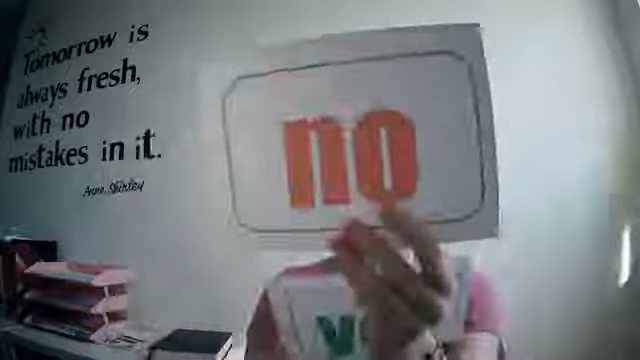 Tomorrow is
always fresh,
with no
mistakes in it.
Anne Shirley
no